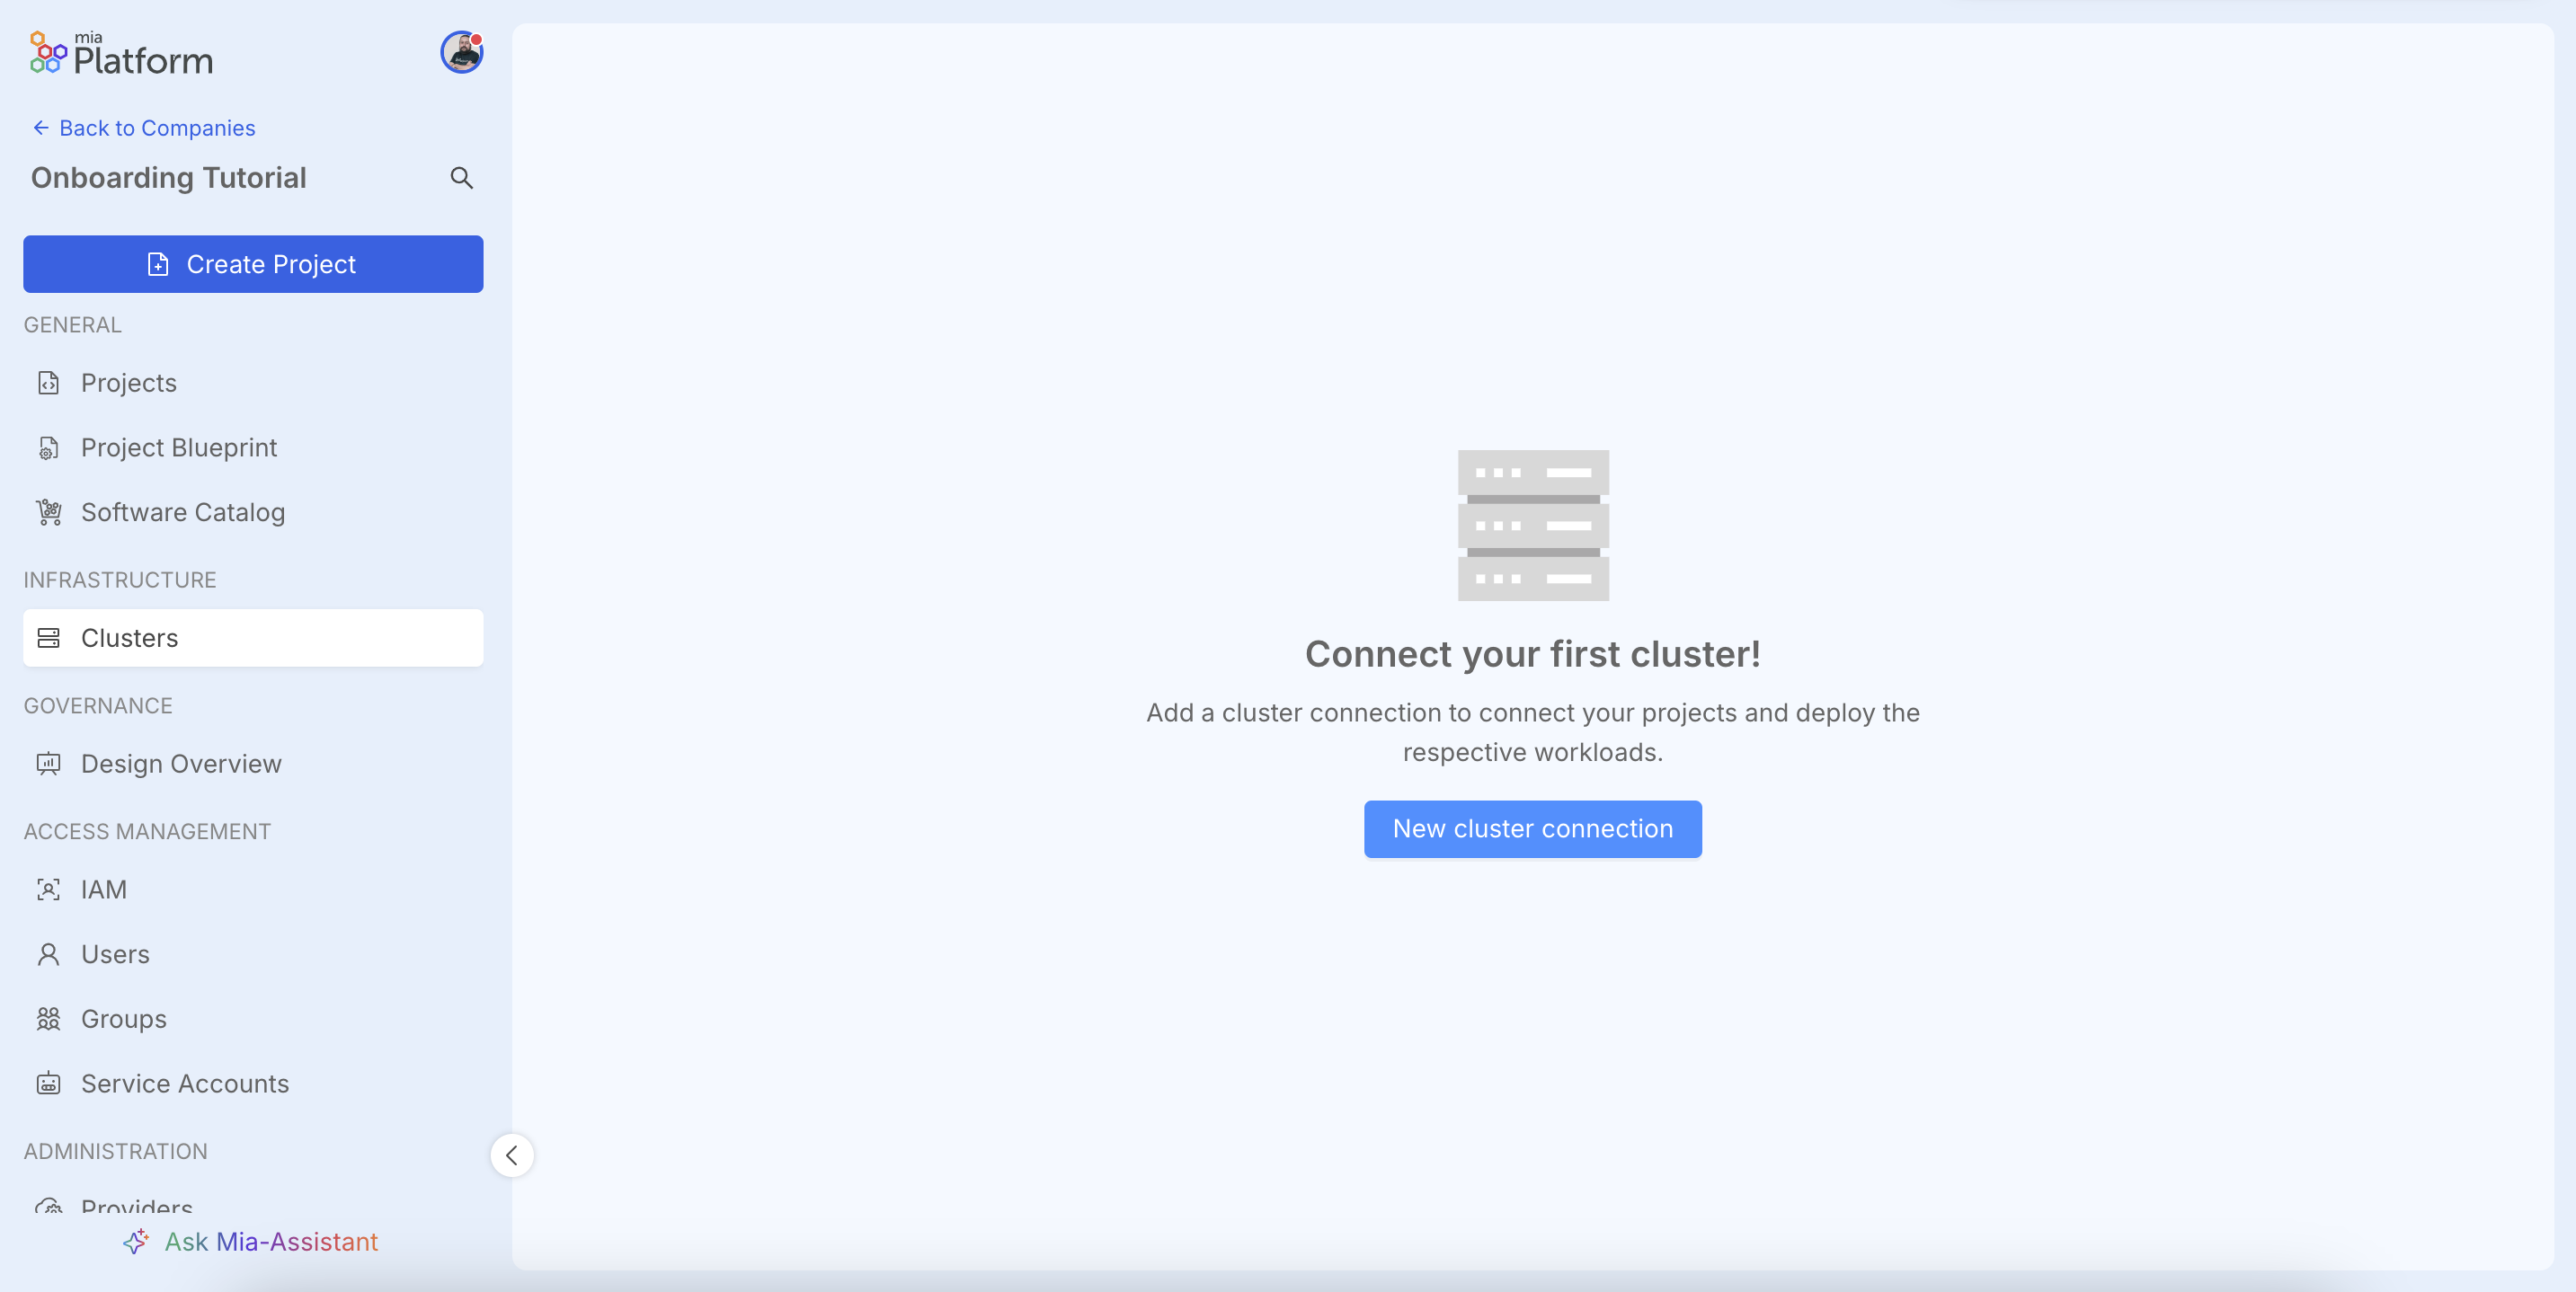 mia
Platform
Back to Companies
Onboarding Tutorial
Create Project
GENERAL
Projects
Project Blueprint
Software Catalog
INFRASTRUCTURE
Clusters
GOVERNANCE
Design Overview
ACCESS MANAGEMENT
IAM
Users
Groups
Service Accounts
ADMINISTRATION
Providers
Ask Mia-Assistant
Connect your first cluster!
Add a cluster connection to connect your projects and deploy the
respective workloads.
New cluster connection